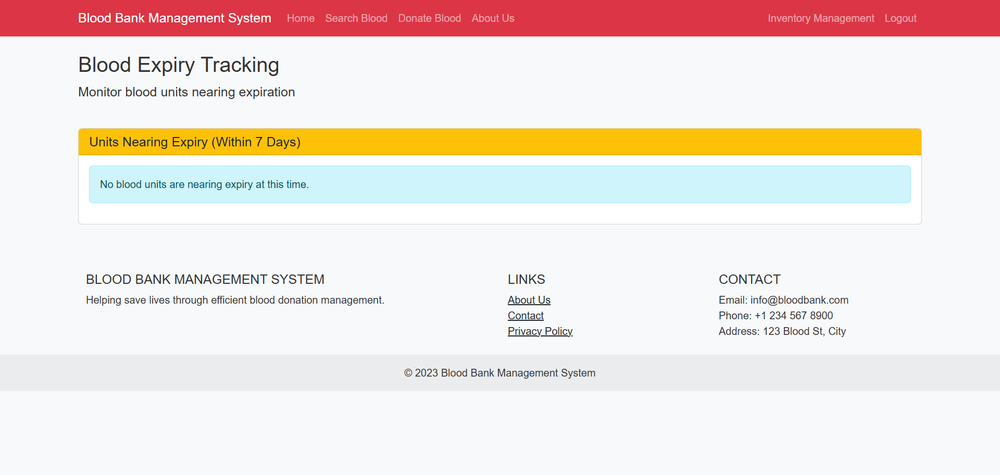 Blood Bank Management System Home Search Blood Donate Blood About Us Inventory Management Logout
Blood Expiry Tracking
Monitor blood units nearing expiration
Units Nearing Expiry (Within 7 Days)
No blood units are nearing expiry at this time.
BLOOD BANK MANAGEMENT SYSTEM
Helping save lives through efficient blood donation management.
LINKS
About Us
Contact
Privacy Policy
CONTACT
Email: info@bloodbank.com
Phone: +1 234 567 8900
Address: 123 Blood St, City
© 2023 Blood Bank Management System